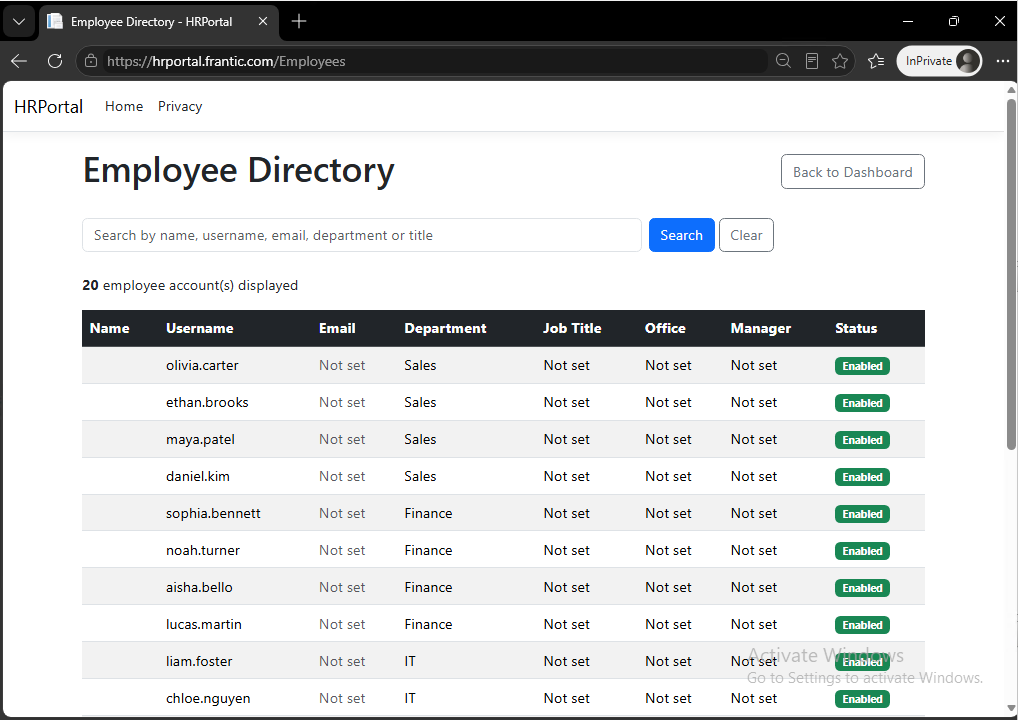 Employee Directory - HRPortal
https://hrportal.frantic.com/Employees
InPrivate
HRPortal Home Privacy
Employee Directory
Back to Dashboard
Search by name, username, email, department or title
Search
Clear
20 employee account(s) displayed
Name Username Email Department Job Title Office Manager Status
olivia.carter Not set Sales Not set Not set Not set Enabled
ethan.brooks Not set Sales Not set Not set Not set Enabled
maya.patel Not set Sales Not set Not set Not set Enabled
daniel.kim Not set Sales Not set Not set Not set Enabled
sophia.bennett Not set Finance Not set Not set Not set Enabled
noah.turner Not set Finance Not set Not set Not set Enabled
aisha.bello Not set Finance Not set Not set Not set Enabled
lucas.martin Not set Finance Not set Not set Not set Enabled
liam.foster Not set IT Not set Not set Not set Enabled
chloe.nguyen Not set IT Not set Not set Not set Enabled
Activate Windows
Go to Settings to activate Windows.